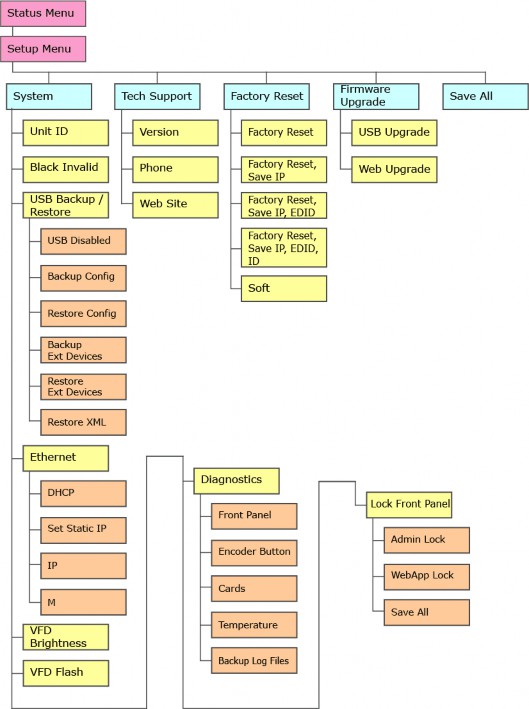 Status Menu
Setup Menu
System
Unit ID
Black Invalid
USB Backup /
Restore
USB Disabled
Backup Config
Restore Config
Backup
Ext Devices
Restore
Ext Devices
Restore XML
Ethernet
DHCP
Set Static IP
IP
M
VFD
Brightness
VFD Flash
Diagnostics
Front Panel
Encoder Button
Cards
Temperature
Backup Log Files
Lock Front Panel
Admin Lock
WebApp Lock
Save All
Tech Support
Version
Phone
Web Site
Factory Reset
Factory Reset
Factory Reset,
Save IP
Factory Reset,
Save IP, EDID
Factory Reset,
Save IP, EDID,
ID
Soft
Firmware
Upgrade
USB Upgrade
Web Upgrade
Save All